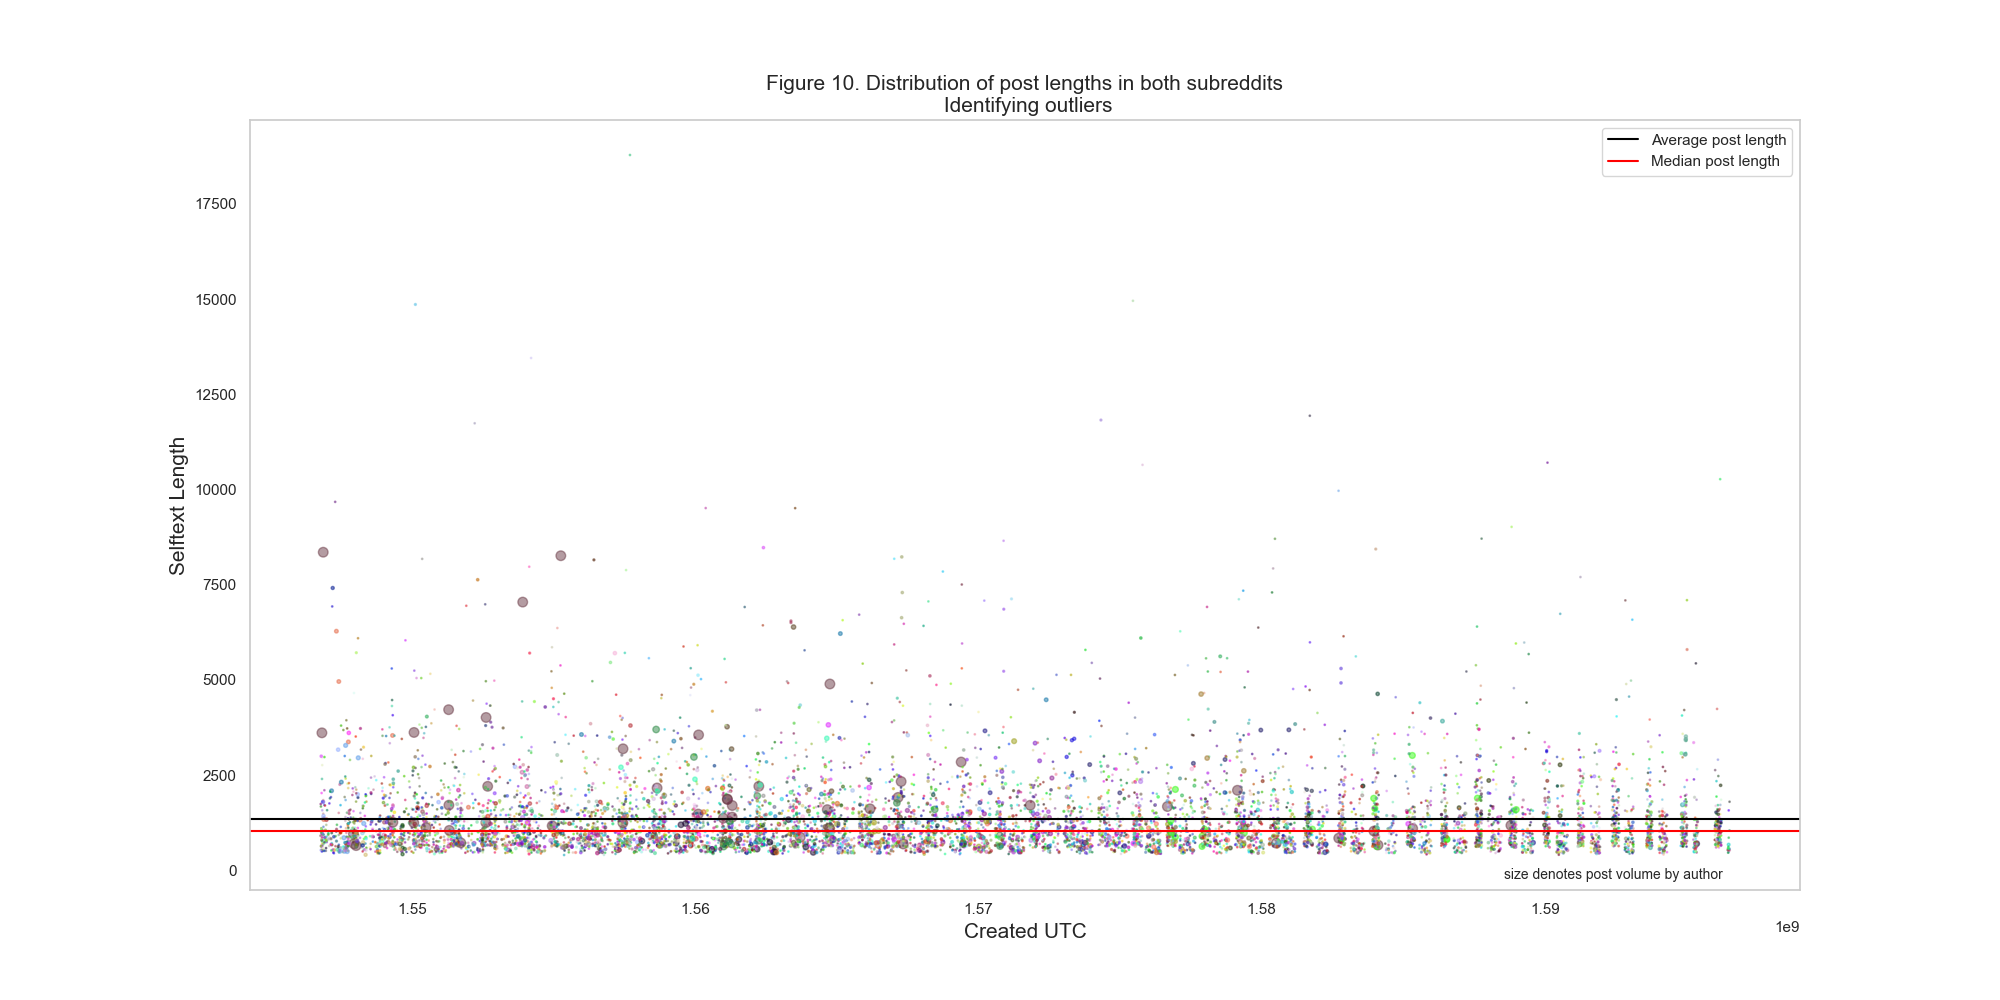 Figure 10. Distribution of post lengths in both subreddits
Identifying outliers
Average post length
Median post length
17500
15000
12500
10000
7500
5000
2500
0
Selftext Length
size denotes post volume by author
1.55
1.56
1.57
1.58
1.59
1e9
Created UTC